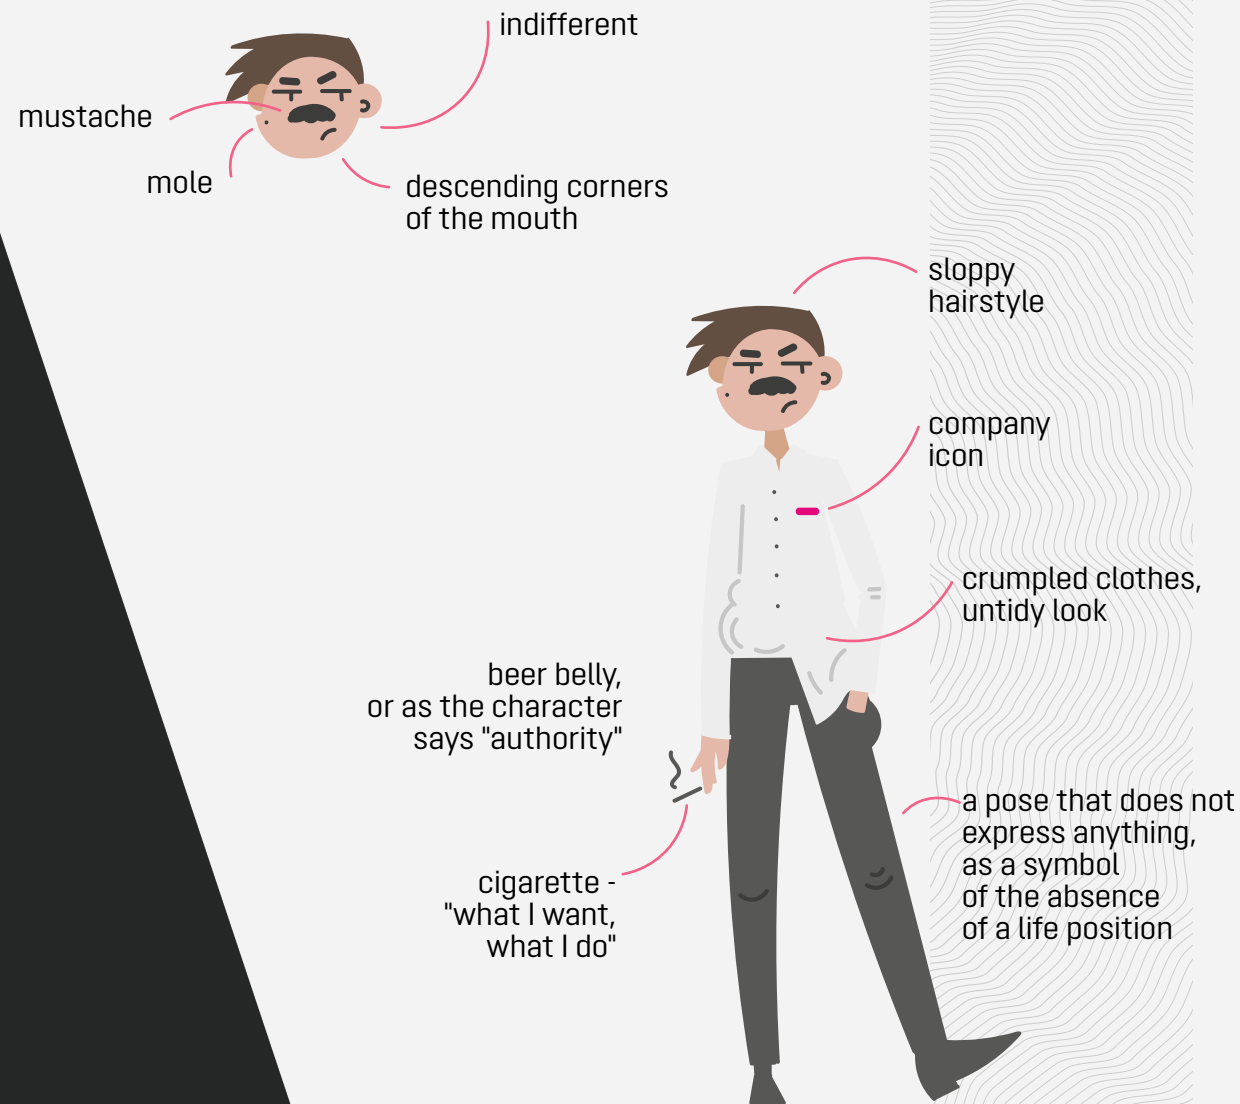 indifferent
mustache
mole
descending corners
of the mouth
sloppy
hairstyle
company
icon
crumpled clothes,
untidy look
beer belly,
or as the character
says "authority"
a pose that does not
express anything,
as a symbol
of the absence
of a life position
cigarette -
"what I want,
what I do"